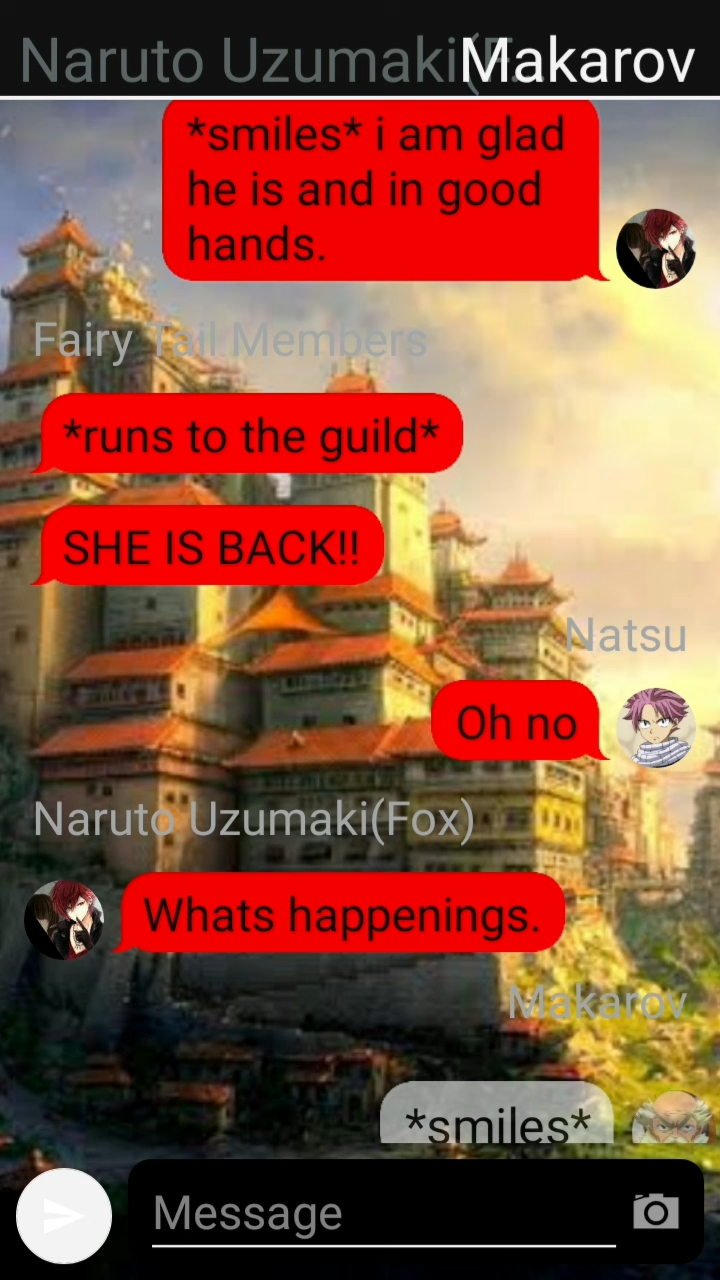 Naruto Uzumaki(F... Makarov
*smiles* i am glad
he is and in good
hands.
Fairy Tail Members
*runs to the guild*
SHE IS BACK!!
Natsu
Oh no
Naruto Uzumaki(Fox)
Whats happenings.
Makarov
*smiles*
Message